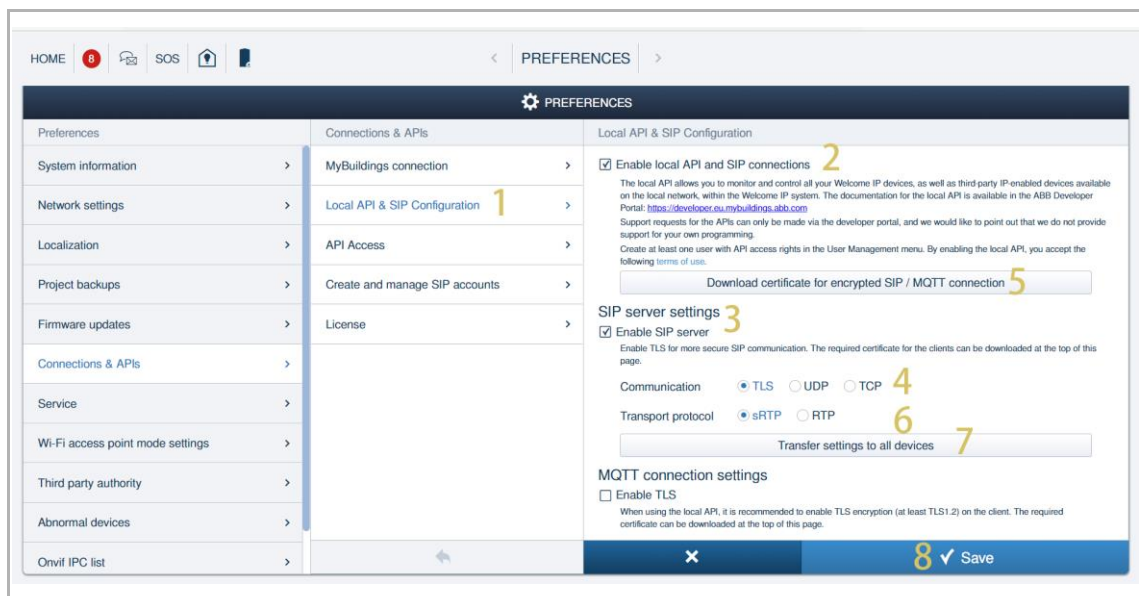 HOME 8 SOS < PREFERENCES >
PREFERENCES
Preferences
System information >
Network settings >
Localization >
Project backups >
Firmware updates >
Connections & APIs >
Service >
Wi-Fi access point mode settings >
Third party authority >
Abnormal devices >
Onvif IPC list >
Connections & APIs
MyBuildings connection >
Local API & SIP Configuration 1 >
API Access >
Create and manage SIP accounts >
License >
Local API & SIP Configuration
Enable local API and SIP connections 2
The local API allows you to monitor and control all your Welcome IP devices, as well as third-party IP-enabled devices available
on the local network, within the Welcome IP system. The documentation for the local API is available in the ABB Developer
Portal: https://developer.eu.mybuildings.abb.com
Support requests for the APIs can only be made via the developer portal, and we would like to point out that we do not provide
support for your own programming.
Create at least one user with API access rights in the User Management menu. By enabling the local API, you accept the
following terms of use.
Download certificate for encrypted SIP / MQTT connection 5
SIP server settings 3
Enable SIP server
Enable TLS for more secure SIP communication. The required certificate for the clients can be downloaded at the top of this
page.
Communication TLS UDP TCP 4
Transport protocol sRTP RTP 6
Transfer settings to all devices 7
MQTT connection settings
Enable TLS
When using the local API, it is recommended to enable TLS encryption (at least TLS1.2) on the client. The required
certificate can be downloaded at the top of this page.
8 Save